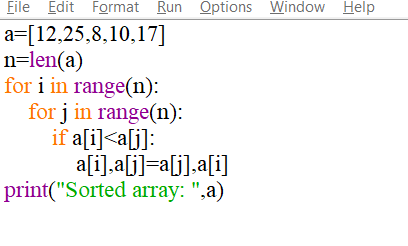 File Edit Format Run Options Window Help
a=[12,25,8,10,17]
n=len(a)
for i in range(n):
    for j in range(n):
        if a[i]<a[j]:
            a[i],a[j]=a[j],a[i]
print("Sorted array: ",a)